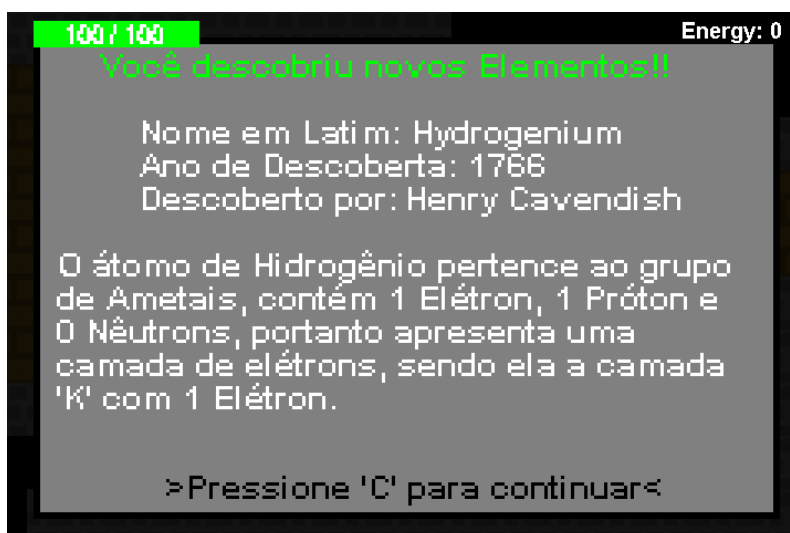 100 / 100
Energy: 0
Você descobriu novos Elementos!!
Nome em Latim: Hydrogenium
Ano de Descoberta: 1766
Descoberto por: Henry Cavendish
O átomo de Hidrogênio pertence ao grupo
de Ametais, contém 1 Elétron, 1 Próton e
0 Nêutrons, portanto apresenta uma
camada de elétrons, sendo ela a camada
'K' com 1 Elétron.
>Pressione 'C' para continuar<